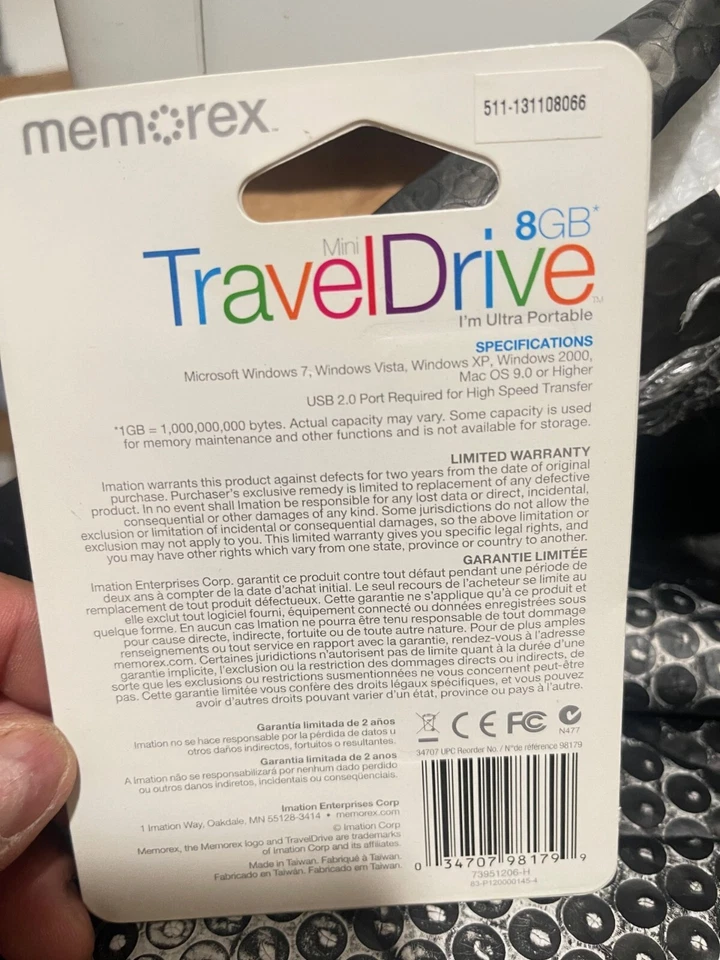 memorex
511-131108066
8GB*
Mini
TravelDrive™
I'm Ultra Portable
SPECIFICATIONS
Microsoft Windows 7, Windows Vista, Windows XP, Windows 2000,
Mac OS 9.0 or Higher
USB 2.0 Port Required for High Speed Transfer
*1GB = 1,000,000,000 bytes. Actual capacity may vary. Some capacity is used
for memory maintenance and other functions and is not available for storage.
LIMITED WARRANTY
Imation warrants this product against defects for two years from the date of original
purchase. Purchaser's exclusive remedy is limited to replacement of any defective
product. In no event shall Imation be responsible for any lost data or direct, incidental,
consequential or other damages of any kind. Some jurisdictions do not allow the
exclusion or limitation of incidental or consequential damages, so the above limitation or
exclusion may not apply to you. This limited warranty gives you specific legal rights, and
you may have other rights which vary from one state, province or country to another.
GARANTIE LIMITÉE
Imation Enterprises Corp. garantit ce produit contre tout défaut pendant une période de
deux ans à compter de la date d'achat initial. Le seul recours de l'acheteur se limite au
remplacement de tout produit défectueux. Cette garantie ne s'applique qu'à ce produit et
elle exclut tout logiciel fourni, équipement connecté ou données enregistrées sous
quelque forme. En aucun cas Imation ne pourra être tenu responsable de tout dommage
pour cause directe, indirecte, fortuite ou de toute autre nature. Pour de plus amples
renseignements ou tout service en rapport avec la garantie, rendez-vous à l'adresse
memorex.com. Certaines juridictions n'autorisent pas de limite quant à la durée d'une
garantie implicite, l'exclusion ou la restriction des dommages directs ou indirects, de
sorte que les exclusions ou restrictions susmentionnées ne vous concernent peut-être
pas. Cette garantie limitée vous confère des droits légaux spécifiques, et vous pouvez
avoir d'autres droits pouvant varier d'un état, province ou pays à l'autre.
Garantia limitada de 2 años
Imation no se hace responsable por la pérdida de datos u
otros daños indirectos, fortuitos o resultantes.
Garantia limitada de 2 anos
A Imation não se responsabilizará por nenhum dado perdido
ou outros danos indiretos, incidentais ou consequenciais.
Imation Enterprises Corp
1 Imation Way, Oakdale, MN 55128-3414 • memorex.com
© Imation Corp
Memorex, the Memorex logo and TravelDrive are trademarks
of Imation Corp and its affiliates.
Made in Taiwan. Fabriqué à Taiwan.
Fabricado en Taiwán. Fabricado em Taiwan.
CE FC
N477
34707 UPC Reorder No. / N°de référence 98179
0 34707 98179 9
73951206-H
83-P120000145-4